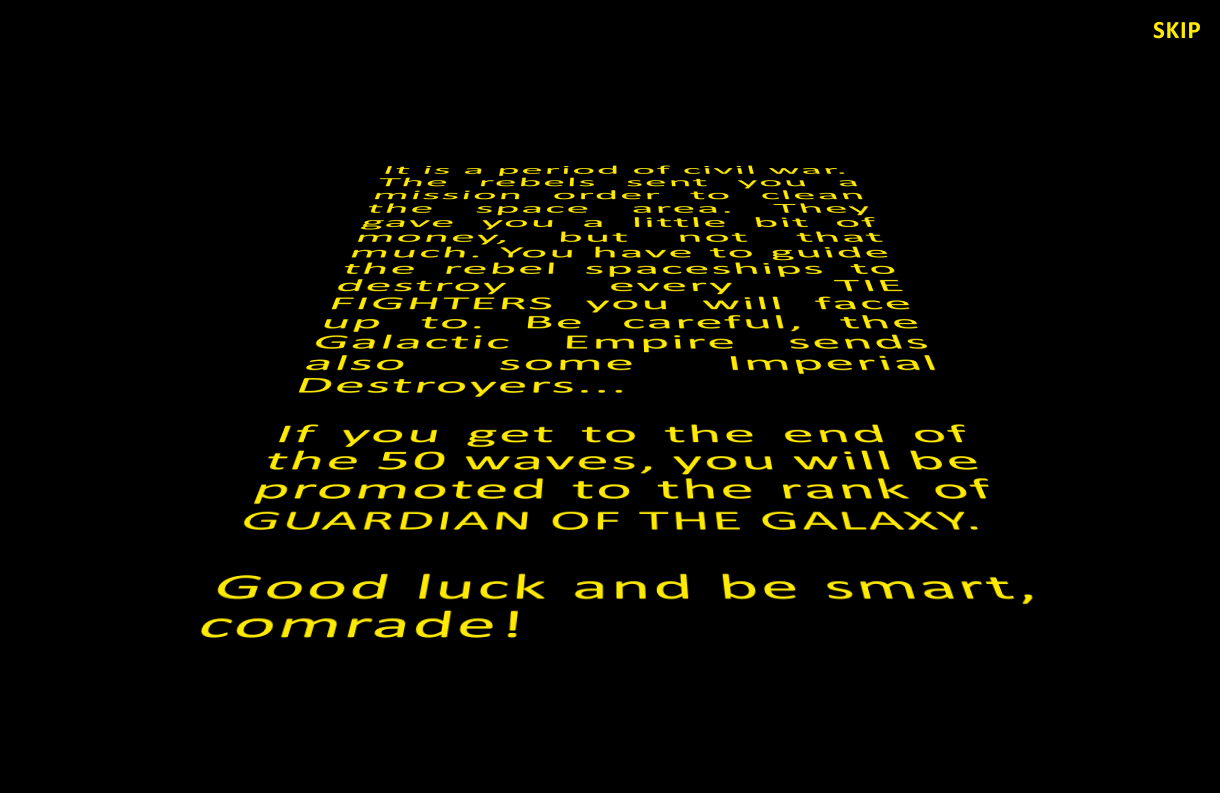 SKIP
It is a period of civil war.
The rebels sent you a
mission order to clean
the space area. They
gave you a little bit of
money, but not that
much. You have to guide
the rebel spaceships to
destroy every TIE
FIGHTERS you will face
up to. Be careful, the
Galactic Empire sends
also some Imperial
Destroyers...
If you get to the end of
the 50 waves, you will be
promoted to the rank of
GUARDIAN OF THE GALAXY.
Good luck and be smart,
comrade!